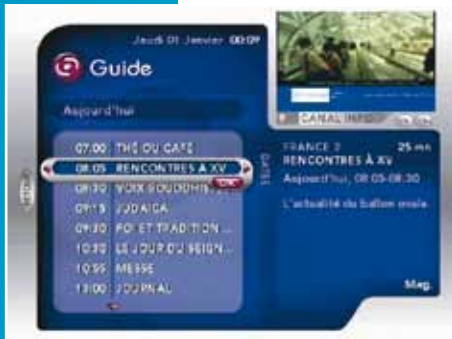 Jeudi 01 Janvier 00:09
Guide
Aujourd'hui
07:00 THÉ OU CAFÉ
08:05 RENCONTRES À XV
08:30 VOIX BOUDDHIST...
09:15 JUDAICA
09:30 FOI ET TRADITION...
10:30 LE JOUR DU SEIGN...
10:55 MESSE
13:00 JOURNAL
DATES
CANAL INFO
FRANCE 2 25 mn
RENCONTRES À XV
Aujourd'hui, 08:05-08:30
L'actualité du ballon ovale.
Mag.